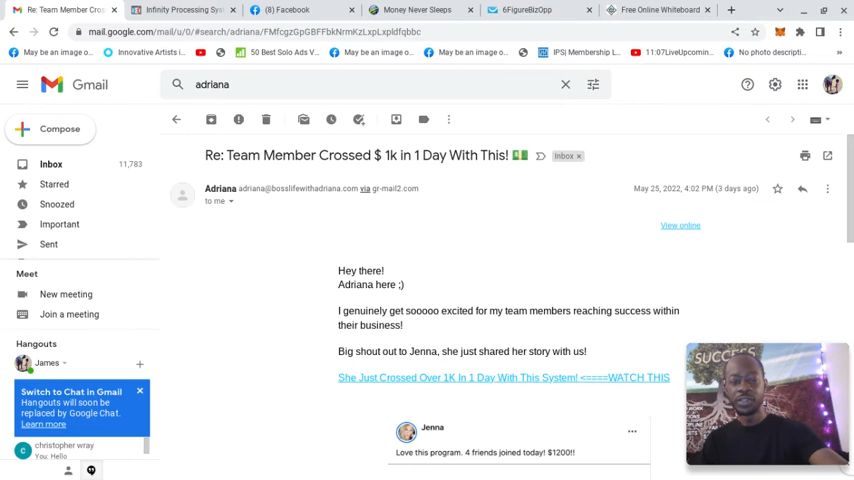 Re: Team Member Cros
Infinity Processing Sys
(8) Facebook
Money Never Sleeps
6FigureBizOpp
Free Online Whiteboard
mail.google.com/mail/u/0/#search/adriana/FMfcgzGpGBFFbkNrmKzLxpLxpldfqbbc
May be an image o...
Innovative Artists i...
50 Best Solo Ads V...
May be an image o...
May be an image o...
IPS| Membership L...
11:07LiveUpcomin...
No photo descripti...
Gmail
adriana
Compose
Re: Team Member Crossed $ 1k in 1 Day With This! 💵
Inbox ×
Inbox 11,783
Starred
Snoozed
Important
Sent
Adriana adriana@bosslifewithadriana.com via gr-mail2.com
May 25, 2022, 4:02 PM (3 days ago)
to me
View online
Meet
New meeting
Join a meeting
Hangouts
James
Switch to Chat in Gmail
Hangouts will soon be
replaced by Google Chat.
Learn more
christopher wray
You: Hello
Hey there!
Adriana here ;)
I genuinely get sooooo excited for my team members reaching success within
their business!
Big shout out to Jenna, she just shared her story with us!
She Just Crossed Over 1K In 1 Day With This System! <====WATCH THIS
Jenna
Love this program. 4 friends joined today! $1200!!
SUCCESS